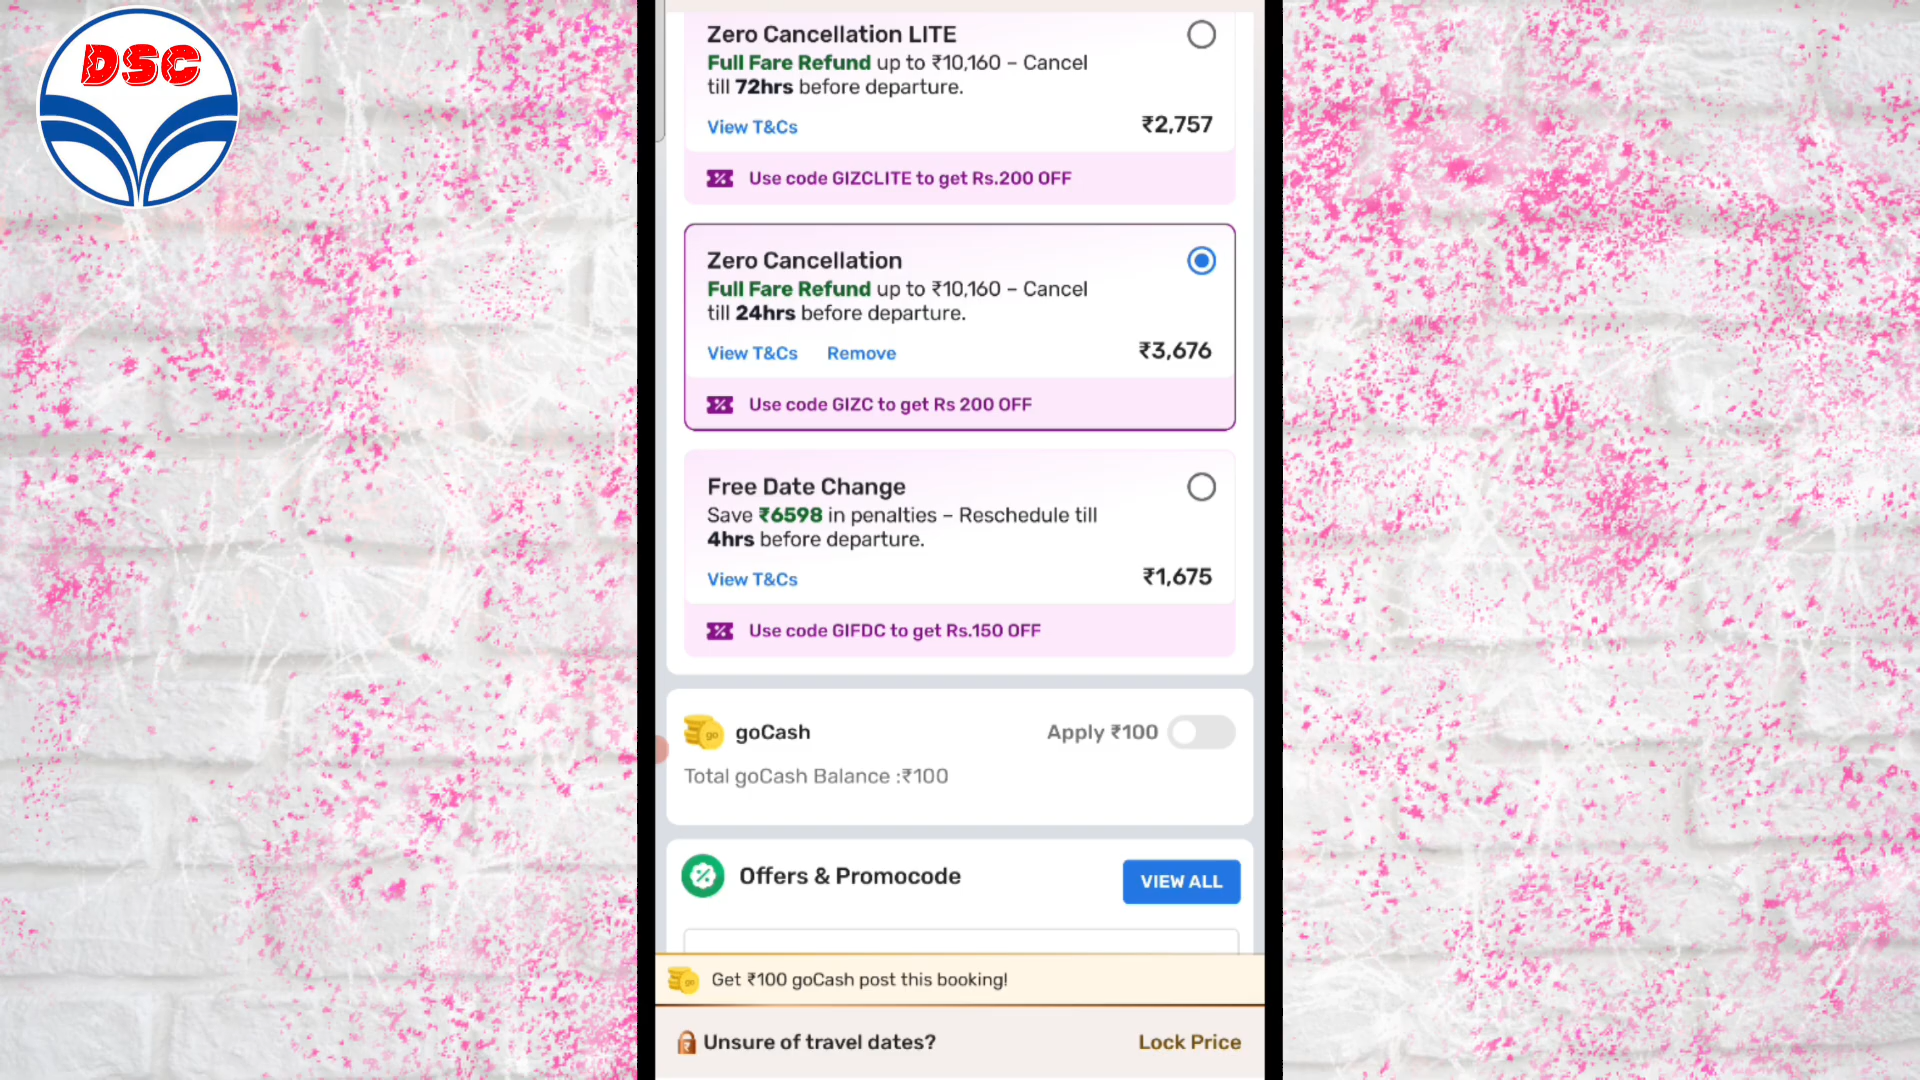 DSC
Zero Cancellation LITE
Full Fare Refund up to ₹10,160 – Cancel
till 72hrs before departure.
View T&Cs ₹2,757
Use code GIZCLITE to get Rs.200 OFF
Zero Cancellation
Full Fare Refund up to ₹10,160 – Cancel
till 24hrs before departure.
View T&Cs Remove ₹3,676
Use code GIZC to get Rs 200 OFF
Free Date Change
Save ₹6598 in penalties – Reschedule till
4hrs before departure.
View T&Cs ₹1,675
Use code GIFDC to get Rs.150 OFF
go goCash Apply ₹100
Total goCash Balance :₹100
Offers & Promocode VIEW ALL
go Get ₹100 goCash post this booking!
Unsure of travel dates? Lock Price